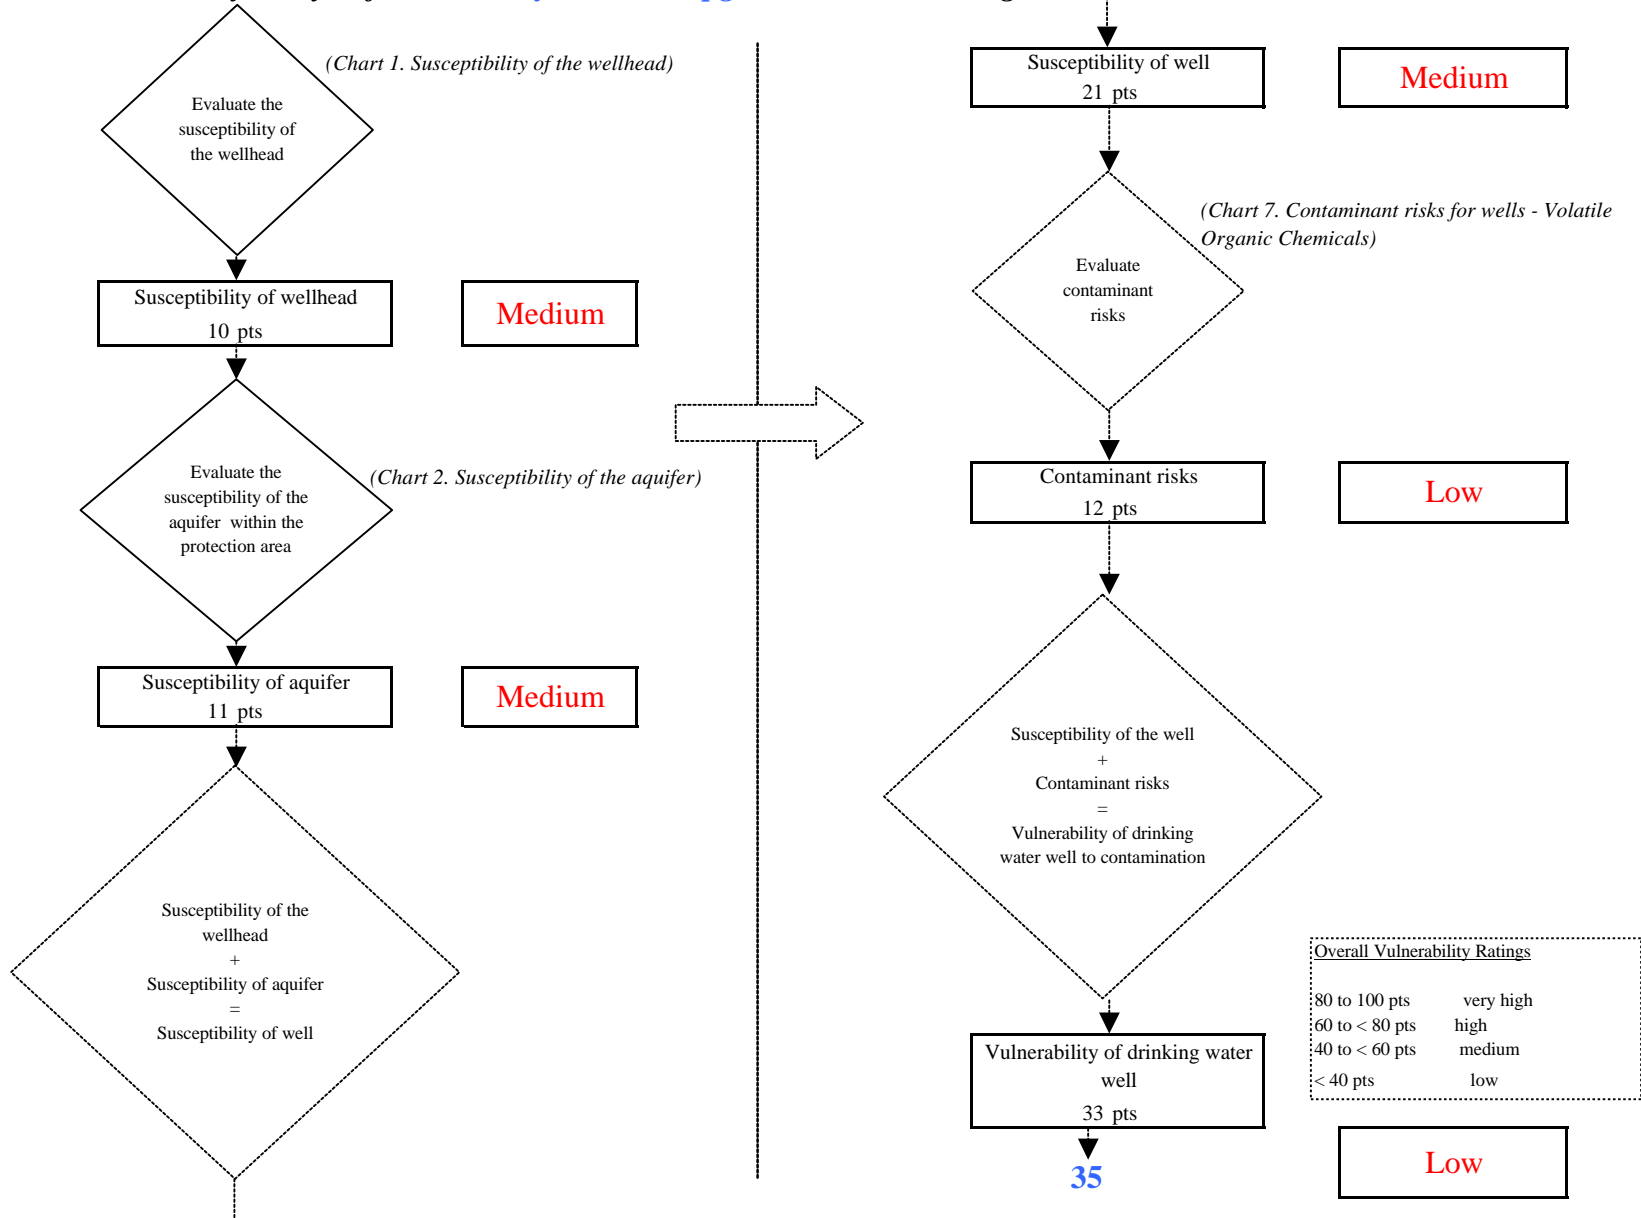 (Chart 1. Susceptibility of the wellhead)
Evaluate the
susceptibility of
the wellhead
Susceptibility of wellhead
10 pts
Medium
Evaluate the
susceptibility of the
aquifer within the
protection area
(Chart 2. Susceptibility of the aquifer)
Susceptibility of aquifer
11 pts
Medium
Susceptibility of the
wellhead
+
Susceptibility of aquifer
=
Susceptibility of well
Susceptibility of well
21 pts
Medium
(Chart 7. Contaminant risks for wells - Volatile
Organic Chemicals)
Evaluate
contaminant
risks
Contaminant risks
12 pts
Low
Susceptibility of the well
+
Contaminant risks
=
Vulnerability of drinking
water well to contamination
Overall Vulnerability Ratings
80 to 100 pts very high
60 to < 80 pts high
40 to < 60 pts medium
< 40 pts low
Vulnerability of drinking water
well
33 pts
35
Low